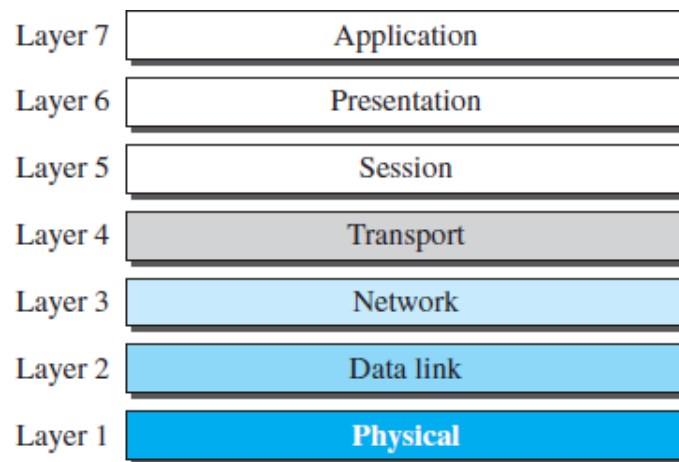 Layer 7 Application
Layer 6 Presentation
Layer 5 Session
Layer 4 Transport
Layer 3 Network
Layer 2 Data link
Layer 1 Physical